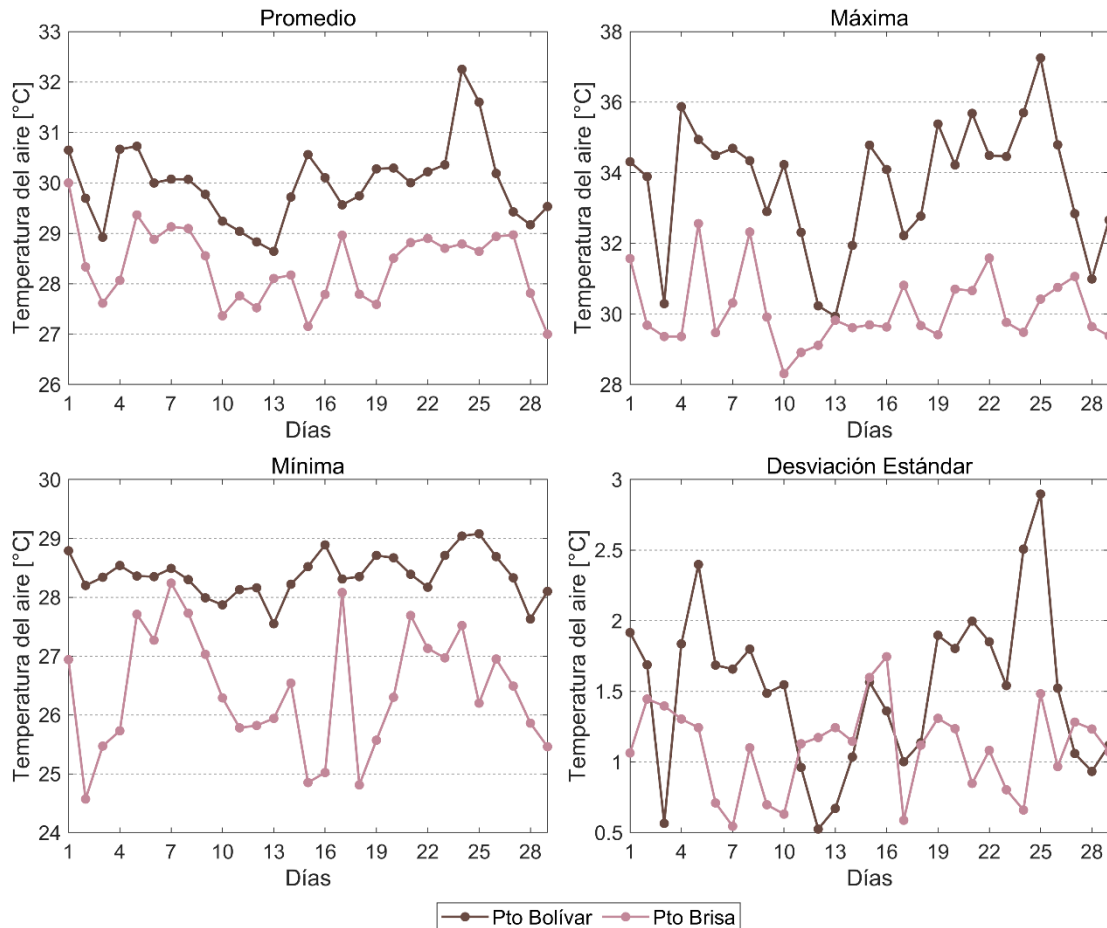 Promedio
Temperatura del aire [°C]
33
32
31
30
29
28
27
26
1 4 7 10 13 16 19 22 25 28
Días
Máxima
Temperatura del aire [°C]
38
36
34
32
30
28
1 4 7 10 13 16 19 22 25 28
Días
Mínima
Temperatura del aire [°C]
30
29
28
27
26
25
24
1 4 7 10 13 16 19 22 25 28
Días
Desviación Estándar
Temperatura del aire [°C]
3
2.5
2
1.5
1
0.5
1 4 7 10 13 16 19 22 25 28
Días
Pto Bolívar Pto Brisa